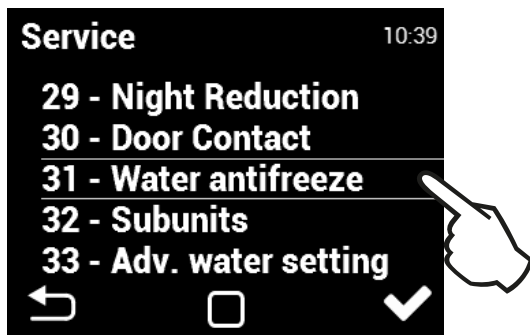 Service 10:39
29 - Night Reduction
30 - Door Contact
31 - Water antifreeze
32 - Subunits
33 - Adv. water setting